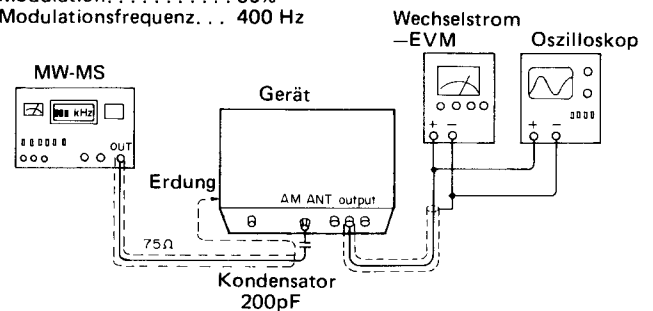 Modulationsfrequenz... 400 Hz
Wechselstrom
–EVM
Oszilloskop
MW-MS
Gerät
kHz
OUT
+ –
+ –
Erdung
AM ANT output
75Ω
Kondensator
200pF